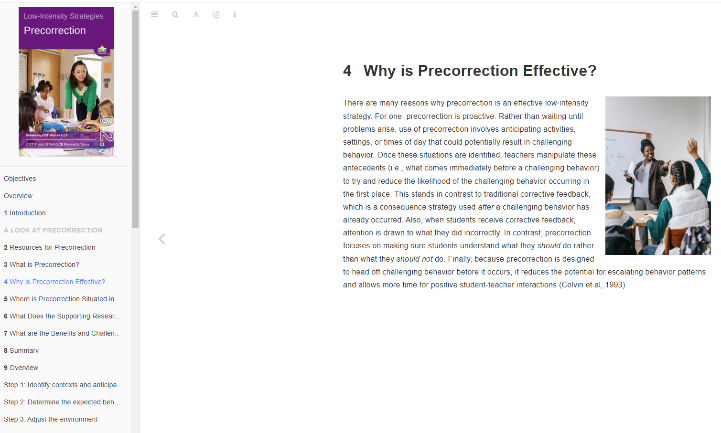 Low-Intensity Strategies
Precorrection
Objectives
Overview
1 Introduction
A LOOK AT PRECORRECTION
2 Resources for Precorrection
3 What is Precorrection?
4 Why is Precorrection Effective?
5 Where is Precorrection Situated in
6 What Does the Supporting Resear...
7 What are the Benefits and Challen...
8 Summary
9 Overview
Step 1: Identify contexts and anticipa
Step 2: Determine the expected beh...
Step 3. Adjust the environment
4 Why is Precorrection Effective?
There are many reasons why precorrection is an effective low-intensity
strategy. For one, precorrection is proactive. Rather than waiting until
problems arise, use of precorrection involves anticipating activities,
settings, or times of day that could potentially result in challenging
behavior. Once these situations are identified, teachers manipulate these
antecedents (i.e., what comes immediately before a challenging behavior)
to try and reduce the likelihood of the challenging behavior occurring in
the first place. This stands in contrast to traditional corrective feedback,
which is a consequence strategy used after a challenging behavior has
already occurred. Also, when students receive corrective feedback,
attention is drawn to what they did incorrectly. In contrast, precorrection
focuses on making sure students understand what they should do rather
than what they should not do. Finally, because precorrection is designed
to head off challenging behavior before it occurs, it reduces the potential for escalating behavior patterns
and allows more time for positive student-teacher interactions (Colvin et al, 1993).